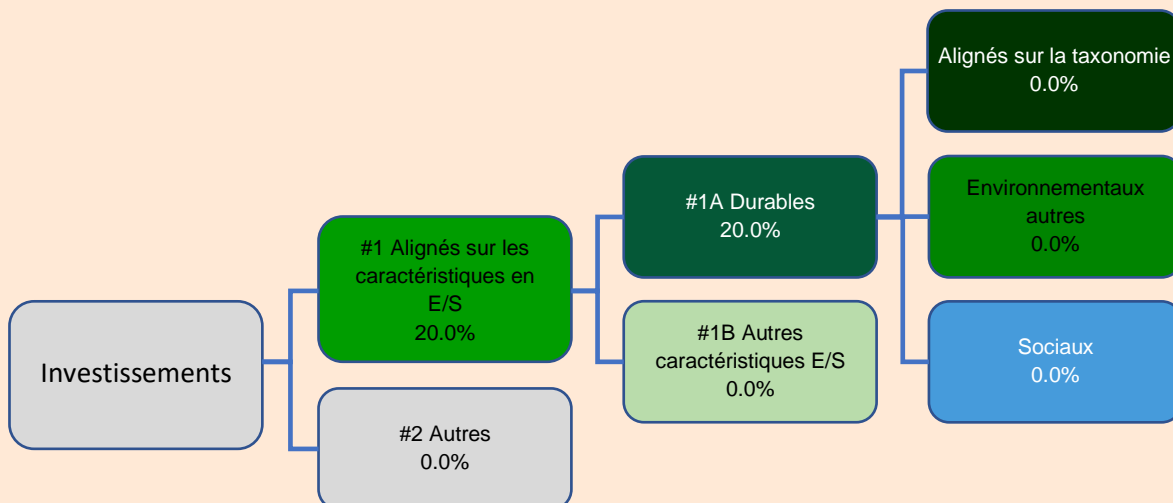 Investissements
#1 Alignés sur les
caractéristiques en
E/S
20.0%
#2 Autres
0.0%
#1A Durables
20.0%
#1B Autres
caractéristiques E/S
0.0%
Alignés sur la taxonomie
0.0%
Environnementaux
autres
0.0%
Sociaux
0.0%